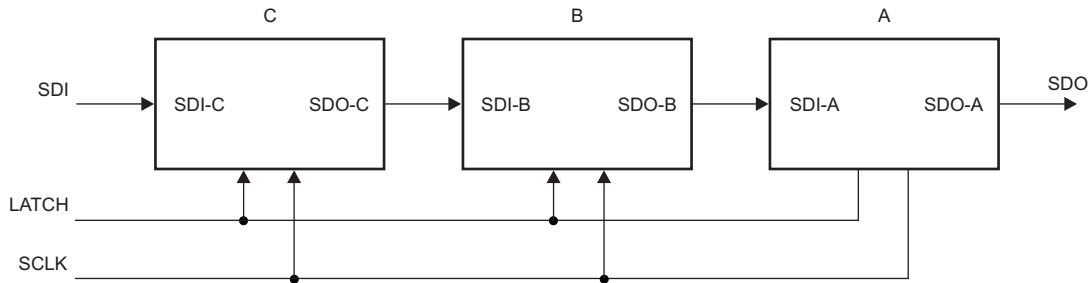 C B A
SDI SDI-C SDO-C SDI-B SDO-B SDI-A SDO-A SDO
LATCH
SCLK